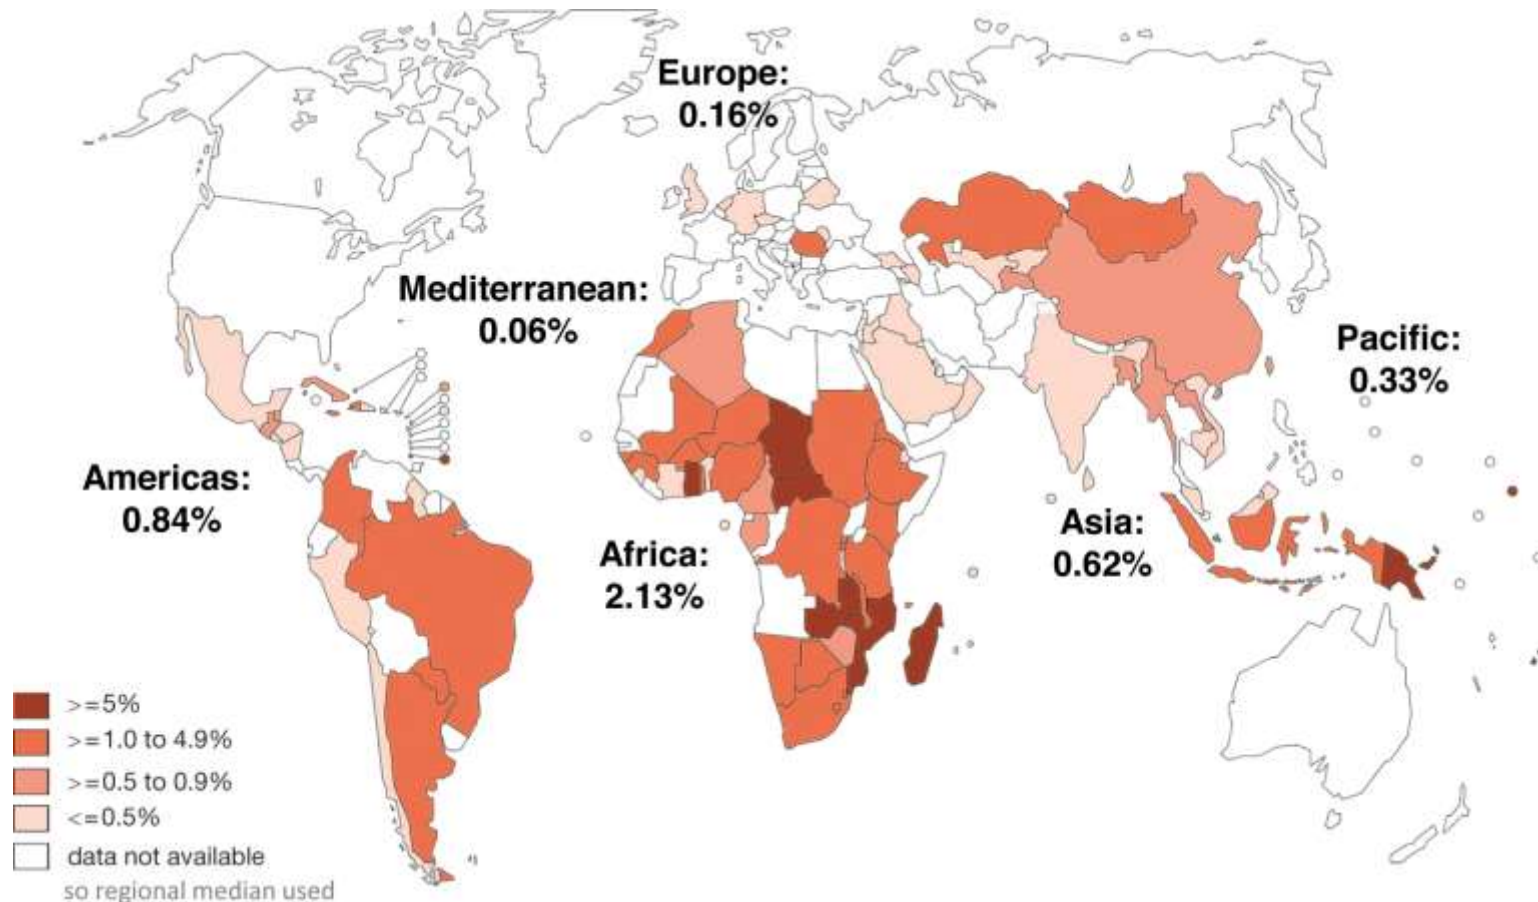 Europe:
0.16%
Mediterranean:
0.06%
Pacific:
0.33%
Americas:
0.84%
Africa:
2.13%
Asia:
0.62%
>=5%
>=1.0 to 4.9%
>=0.5 to 0.9%
<=0.5%
data not available
so regional median used